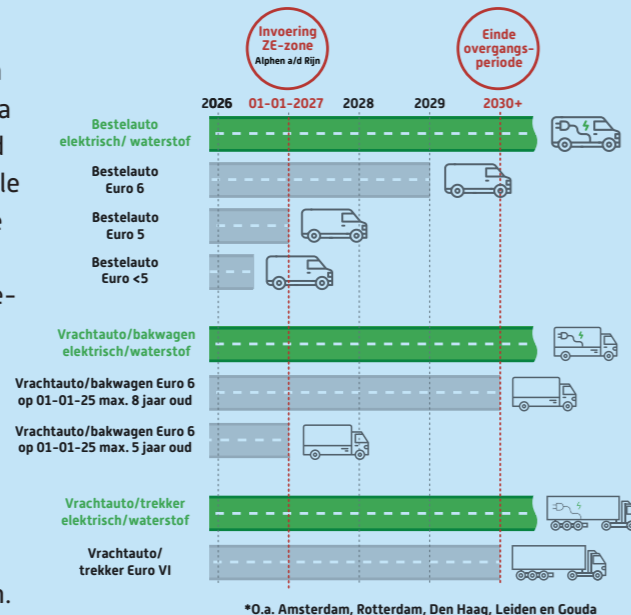 Invoering
ZE-zone
Alphen a/d Rijn
Einde
overgangs-
periode
2026 01-01-2027 2028 2029 2030+
Bestelauto
elektrisch/ waterstof
Bestelauto
Euro 6
Bestelauto
Euro 5
Bestelauto
Euro <5
Vrachtauto/bakwagen
elektrisch/waterstof
Vrachtauto/bakwagen Euro 6
op 01-01-25 max. 8 jaar oud
Vrachtauto/bakwagen Euro 6
op 01-01-25 max. 5 jaar oud
Vrachtauto/trekker
elektrisch/waterstof
Vrachtauto/
trekker Euro VI
*O.a. Amsterdam, Rotterdam, Den Haag, Leiden en Gouda